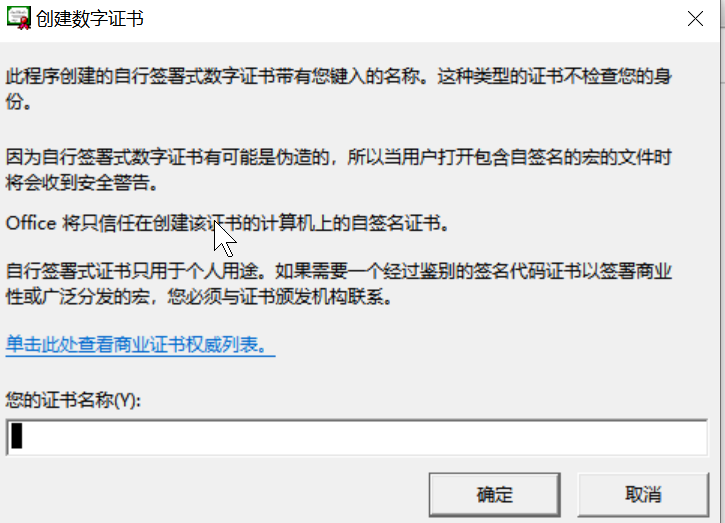 创建数字证书
此程序创建的自行签署式数字证书带有您键入的名称。这种类型的证书不检查您的身
份。
因为自行签署式数字证书有可能是伪造的，所以当用户打开包含自签名的宏的文件时
将会收到安全警告。
Office 将只信任在创建该证书的计算机上的自签名证书。
自行签署式证书只用于个人用途。如果需要一个经过鉴别的签名代码证书以签署商业
性或广泛分发的宏，您必须与证书颁发机构联系。
单击此处查看商业证书权威列表。
您的证书名称(Y):
确定
取消